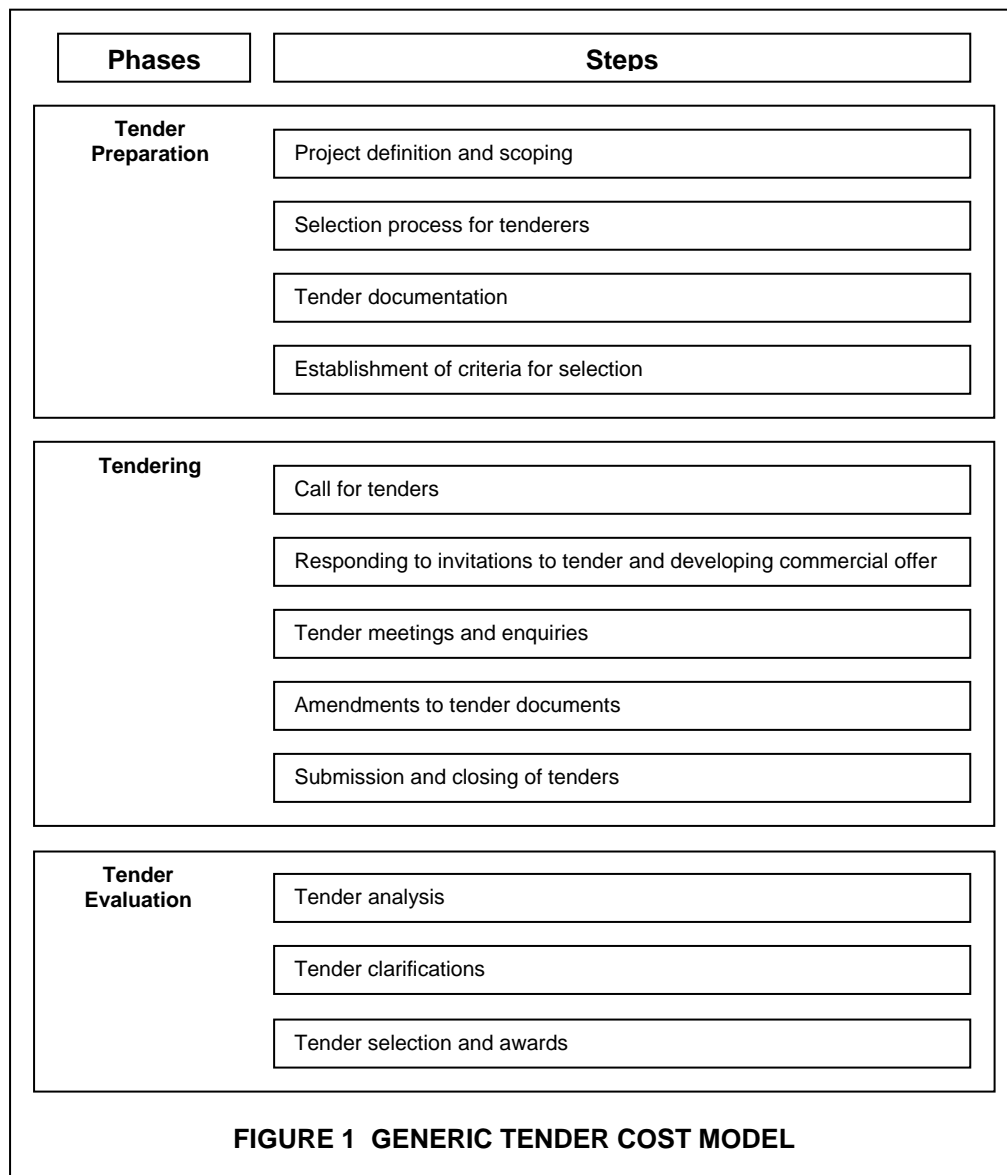 Phases
Steps
Tender
Preparation
Project definition and scoping
Selection process for tenderers
Tender documentation
Establishment of criteria for selection
Tendering
Call for tenders
Responding to invitations to tender and developing commercial offer
Tender meetings and enquiries
Amendments to tender documents
Submission and closing of tenders
Tender
Evaluation
Tender analysis
Tender clarifications
Tender selection and awards
FIGURE 1 GENERIC TENDER COST MODEL